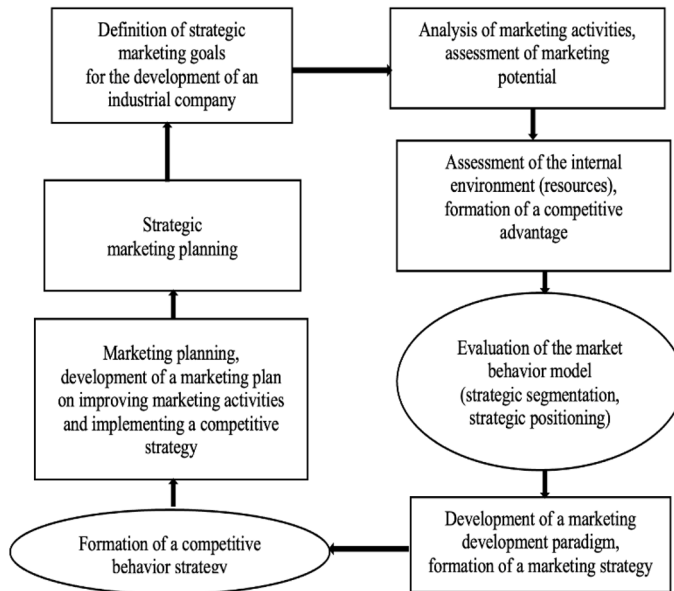 Definition of strategic
marketing goals
for the development of an
industrial company
Analysis of marketing activities,
assessment of marketing
potential
Assessment of the internal
environment (resources),
formation of a competitive
advantage
Evaluation of the market
behavior model
(strategic segmentation,
strategic positioning)
Development of a marketing
development paradigm,
formation of a marketing strategy
Formation of a competitive
behavior strategy
Marketing planning,
development of a marketing plan
on improving marketing activities
and implementing a competitive
strategy
Strategic
marketing planning